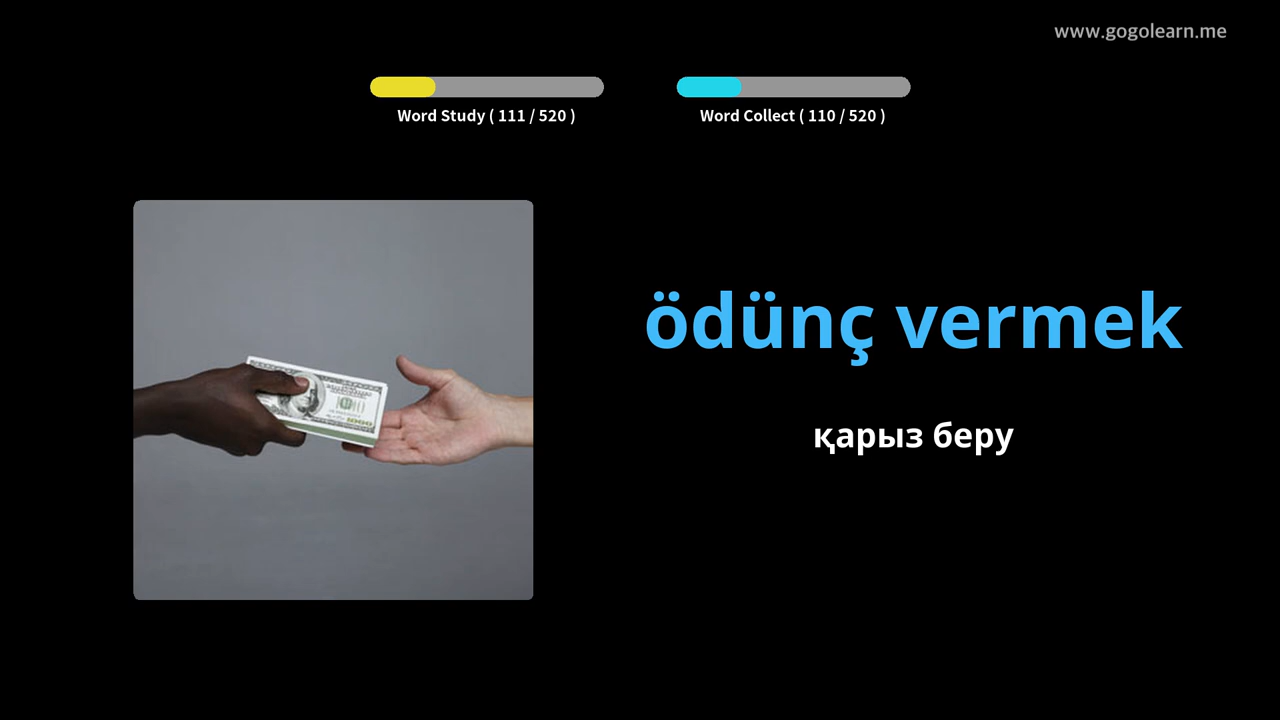 www.gogolearn.me
Word Study ( 111 / 520 )
Word Collect ( 110 / 520 )
ödünç vermek
қарыз беру